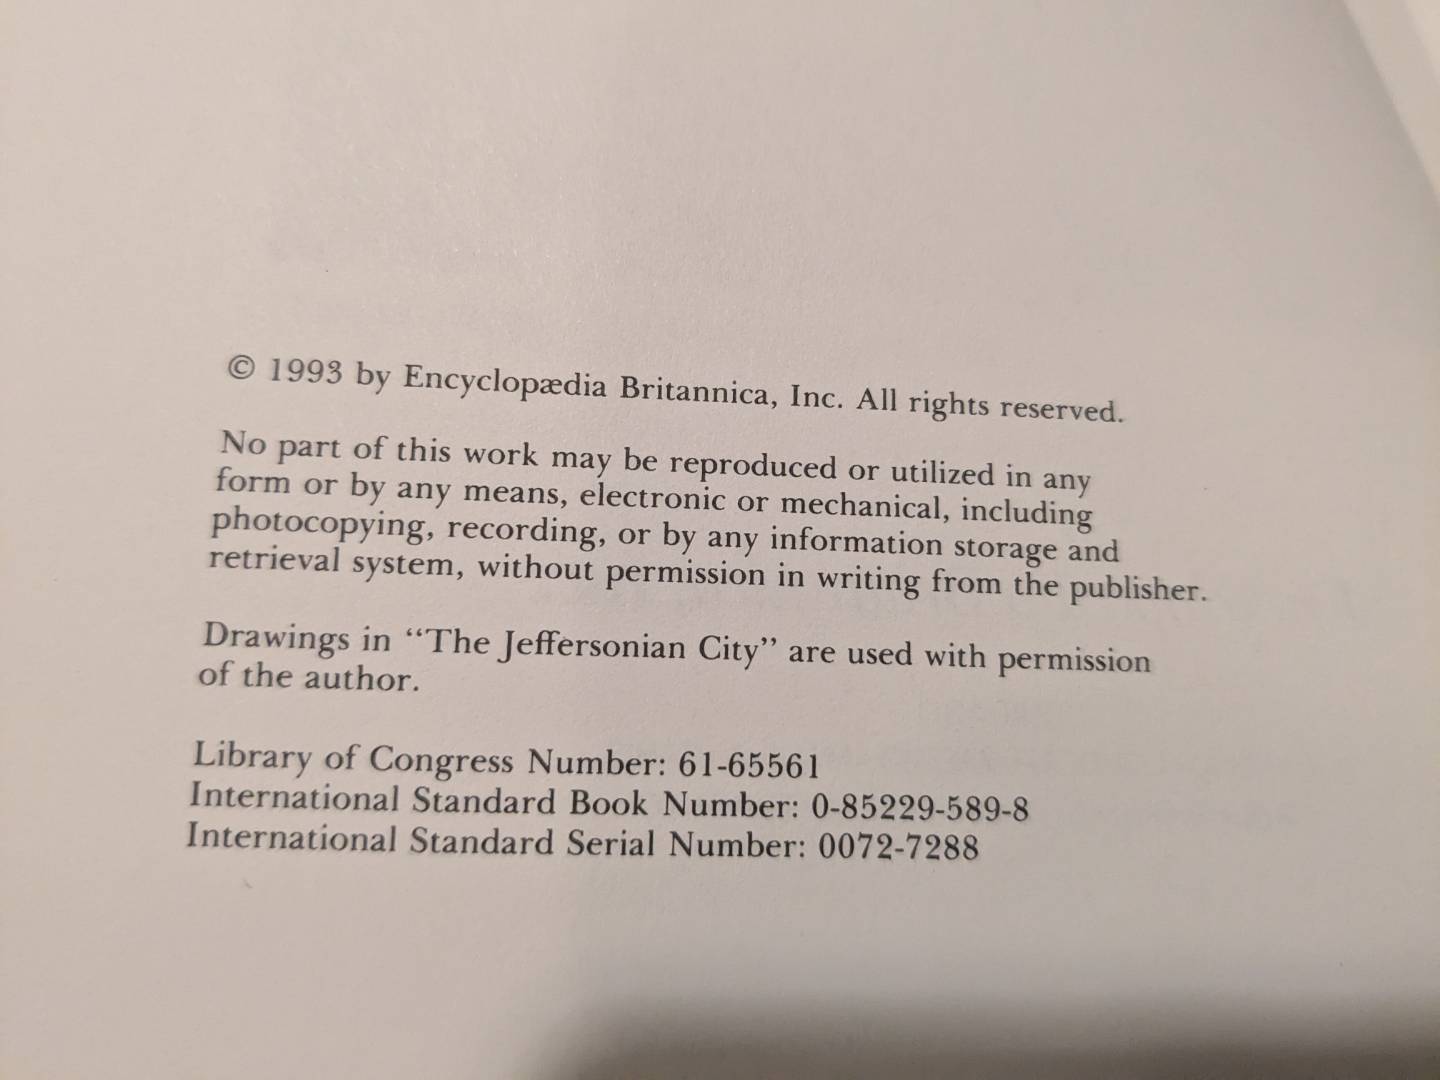 © 1993 by Encyclopædia Britannica, Inc. All rights reserved.
No part of this work may be reproduced or utilized in any
form or by any means, electronic or mechanical, including
photocopying, recording, or by any information storage and
retrieval system, without permission in writing from the publisher.
Drawings in “The Jeffersonian City” are used with permission
of the author.
Library of Congress Number: 61-65561
International Standard Book Number: 0-85229-589-8
International Standard Serial Number: 0072-7288